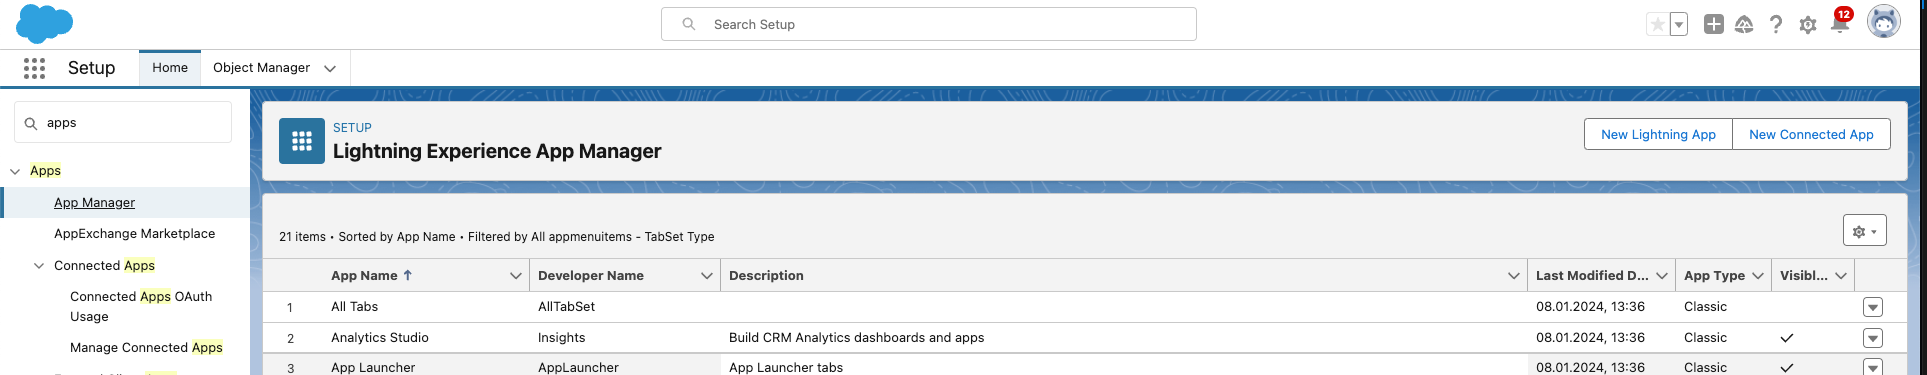 Search Setup
12
Setup
Home
Object Manager
apps
Apps
App Manager
AppExchange Marketplace
Connected Apps
Connected Apps OAuth
Usage
Manage Connected Apps
SETUP
Lightning Experience App Manager
New Lightning App
New Connected App
21 items • Sorted by App Name • Filtered by All appmenuitems - TabSet Type
App Name ↑ Developer Name Description Last Modified D... App Type Visibl...
1 All Tabs AllTabSet 08.01.2024, 13:36 Classic
2 Analytics Studio Insights Build CRM Analytics dashboards and apps 08.01.2024, 13:36 Classic ✓
3 App Launcher AppLauncher App Launcher tabs 08.01.2024, 13:36 Classic ✓